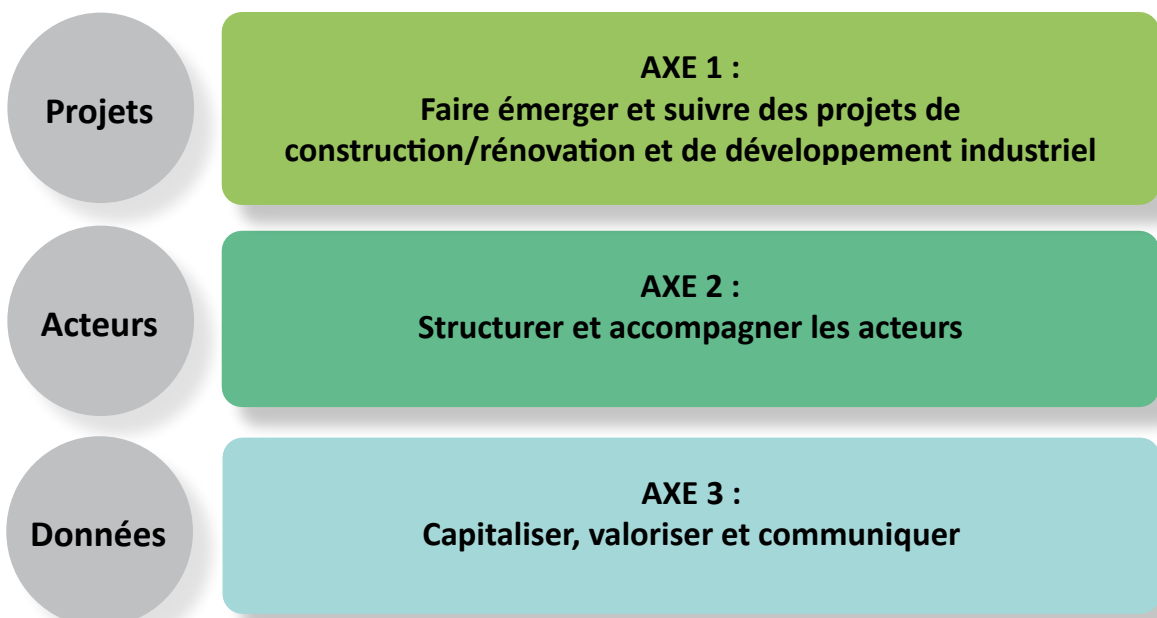 Projets
AXE 1 :
Faire émerger et suivre des projets de
construction/rénovation et de développement industriel
Acteurs
AXE 2 :
Structurer et accompagner les acteurs
Données
AXE 3 :
Capitaliser, valoriser et communiquer